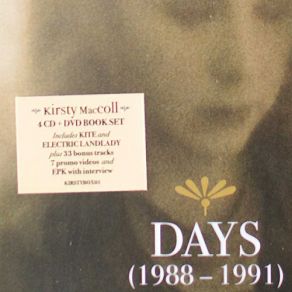 Kirsty MacColl
4 CD + DVD BOOK SET
Includes KITE and
ELECTRIC LANDLADY
plus 33 bonus tracks
7 promo videos and
EPK with interview
KIRSTYBOX01
DAYS
(1988 – 1991)